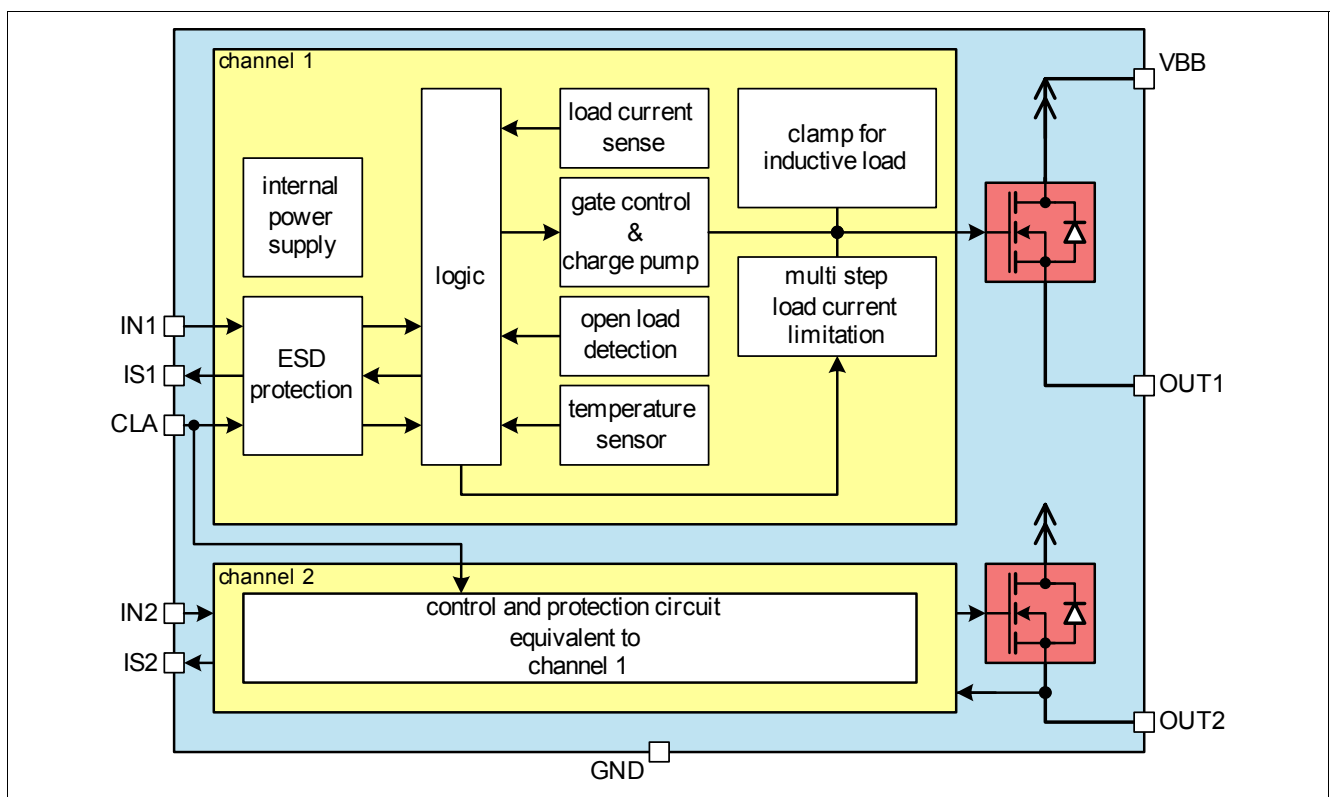 channel 1
VBB
load current
sense
clamp for
inductive load
internal
power
supply
gate control
&
charge pump
logic
multi step
load current
limitation
IN1
ESD
protection
open load
detection
IS1
OUT1
CLA
temperature
sensor
channel 2
IN2
control and protection circuit
equivalent to
channel 1
IS2
OUT2
GND